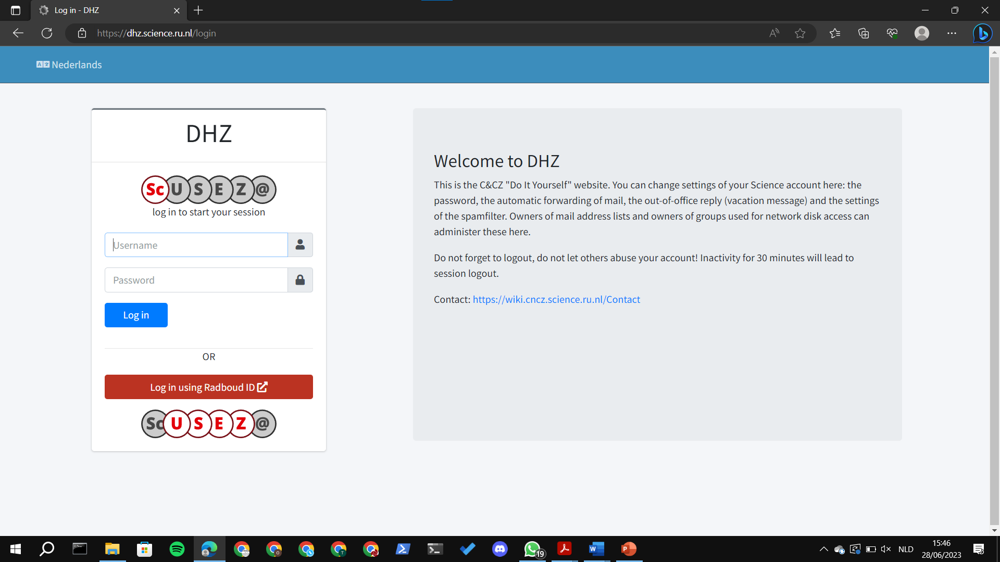 Log in - DHZ
https://dhz.science.ru.nl/login
Nederlands
DHZ
Sc U S E Z @
log in to start your session
Username
Password
Log in
OR
Log in using Radboud ID
Sc U S E Z @
Welcome to DHZ
This is the C&CZ "Do It Yourself" website. You can change settings of your Science account here: the
password, the automatic forwarding of mail, the out-of-office reply (vacation message) and the settings
of the spamfilter. Owners of mail address lists and owners of groups used for network disk access can
administer these here.
Do not forget to logout, do not let others abuse your account! Inactivity for 30 minutes will lead to
session logout.
Contact: https://wiki.cncz.science.ru.nl/Contact
19
NLD
15:46
28/06/2023